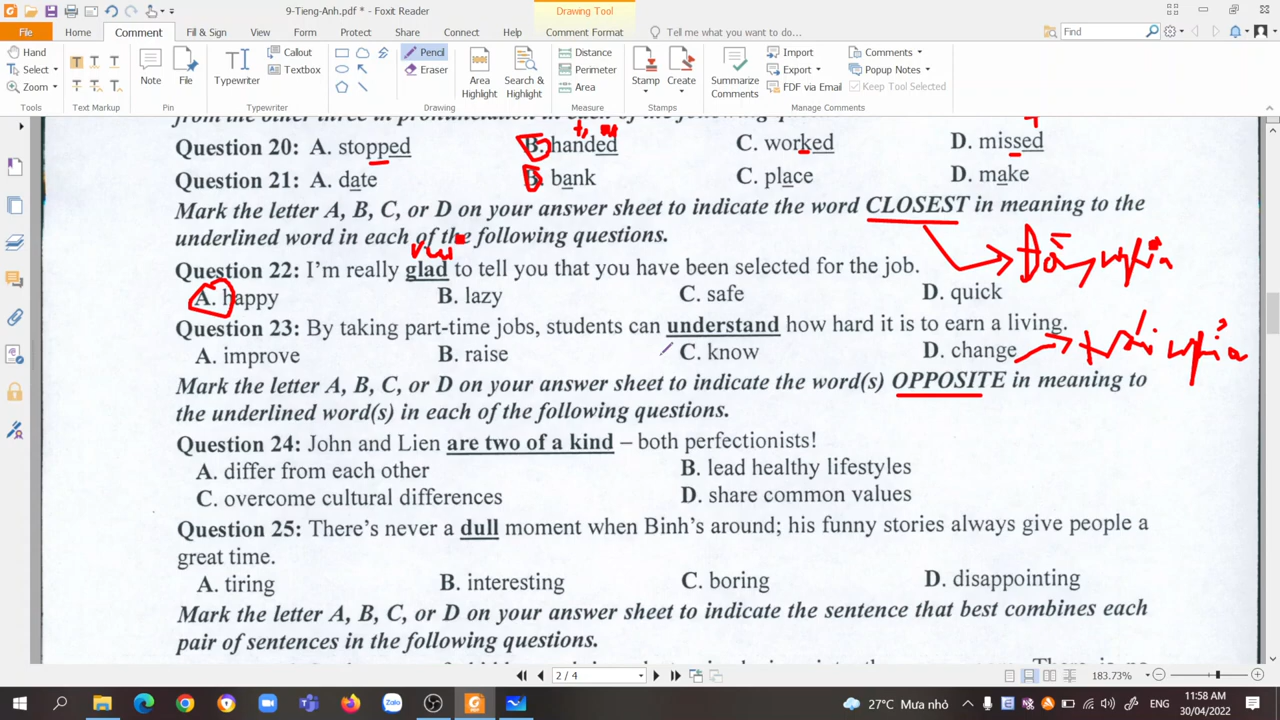 9-Tieng-Anh.pdf * - Foxit Reader
Drawing Tool
File Home Comment Fill & Sign View Form Protect Share Connect Help Comment Format Tell me what you want to do... Find
Hand
Select
Zoom
Tools
Text Markup
Note
File
Pin
Typewriter
Callout
Textbox
Typewriter
Pencil
Eraser
Drawing
Area Highlight
Search & Highlight
Distance
Perimeter
Area
Measure
Stamp
Create
Stamps
Summarize Comments
Import
Export
FDF via Email
Comments
Popup Notes
Keep Tool Selected
Manage Comments
Question 20: A. stopped B. handed C. worked D. missed
Question 21: A. date B. bank C. place D. make
Mark the letter A, B, C, or D on your answer sheet to indicate the word CLOSEST in meaning to the
underlined word in each of the following questions.
Đồng nghĩa
vui
Question 22: I'm really glad to tell you that you have been selected for the job.
A. happy B. lazy C. safe D. quick
Question 23: By taking part-time jobs, students can understand how hard it is to earn a living.
A. improve B. raise C. know D. change
trái nghĩa
Mark the letter A, B, C, or D on your answer sheet to indicate the word(s) OPPOSITE in meaning to
the underlined word(s) in each of the following questions.
Question 24: John and Lien are two of a kind – both perfectionists!
A. differ from each other B. lead healthy lifestyles
C. overcome cultural differences D. share common values
Question 25: There's never a dull moment when Binh's around; his funny stories always give people a
great time.
A. tiring B. interesting C. boring D. disappointing
Mark the letter A, B, C, or D on your answer sheet to indicate the sentence that best combines each
pair of sentences in the following questions.
2 / 4
183.73%
Zalo
27°C Mưa nhỏ
ENG
11:58 AM
30/04/2022